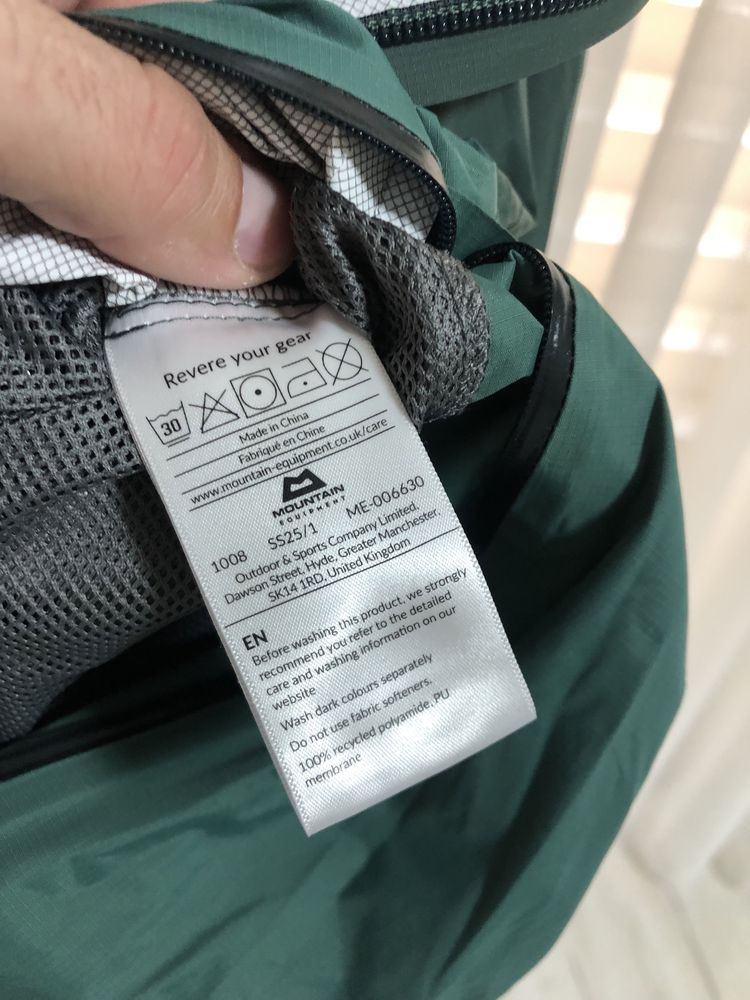 Revere your gear
30
Made in China
Fabriqué en Chine
www.mountain-equipment.co.uk/care
MOUNTAIN
EQUIPMENT
1008 SS25/1 ME-006630
Outdoor & Sports Company Limited,
Dawson Street, Hyde, Greater Manchester,
SK14 1RD, United Kingdom
EN
Before washing this product, we strongly
recommend you refer to the detailed
care and washing information on our
website
Wash dark colours separately
Do not use fabric softeners.
100% recycled polyamide, PU
membrane